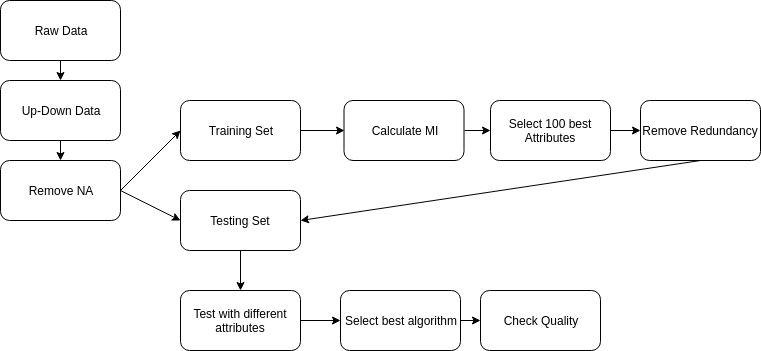 Raw Data
Up-Down Data
Remove NA
Training Set
Calculate MI
Select 100 best
Attributes
Remove Redundancy
Testing Set
Test with different
attributes
Select best algorithm
Check Quality